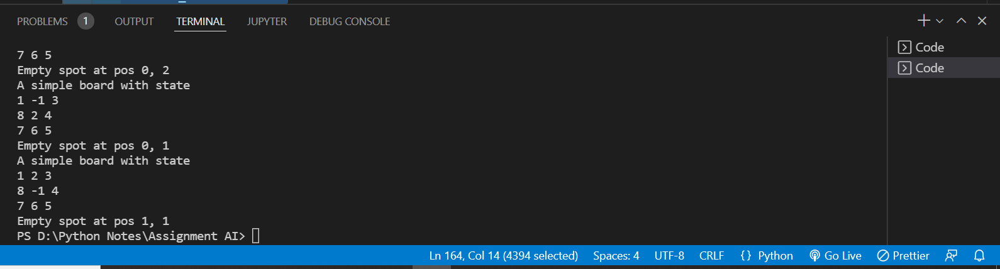 PROBLEMS 1 OUTPUT TERMINAL JUPYTER DEBUG CONSOLE
7 6 5
Empty spot at pos 0, 2
A simple board with state
1 -1 3
8 2 4
7 6 5
Empty spot at pos 0, 1
A simple board with state
1 2 3
8 -1 4
7 6 5
Empty spot at pos 1, 1
PS D:\Python Notes\Assignment AI>
Code
Code
Ln 164, Col 14 (4394 selected) Spaces: 4 UTF-8 CRLF {} Python Go Live Prettier